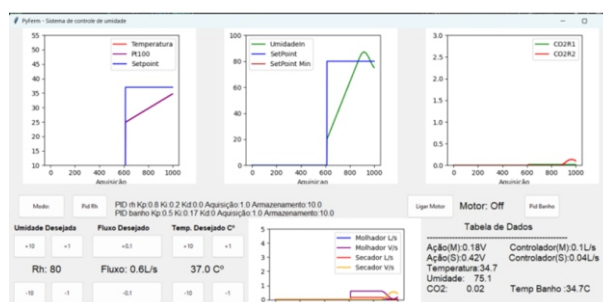 PyFerm - Sistema de controle de umidade
55
50
45
40
35
30
25
20
15
10
Temperatura
Pt100
Setpoint
0 200 400 600 800 1000
Aquisição
100
80
60
40
20
0
UmidadeIn
SetPoint
SetPoint Min
0 200 400 600 800 1000
Aquisição
3.0
2.5
2.0
1.5
1.0
0.5
0.0
CO2R1
CO2R2
0 200 400 600 800 1000
Aquisição
Modo:
Pid Rh
PID rh Kp:0.8 Ki 0.2 Kd:0.0 Aquisição:1.0 Armazenamento:10.0
PID banho Kp:0.5 Ki:0.17 Kd:0 Aquisição:1.0 Armazenamento:10.0
Ligar Motor
Motor: Off
Pid Banho
Umidade Desejada
Fluxo Desejado
Temp. Desejado C°
+10 +1 +0,1 +10 +1
Rh: 80
Fluxo: 0.6L/s
37.0 C°
-10 -1 -0,1 -10 -1
5
4
3
2
1
0
Molhador L/s
Molhador V/s
Secador L/s
Secador V/s
Tabela de Dados
Ação(M):0.18V Controlador(M):0.1L/s
Ação(S):0.42V Controlador(S):0.04L/s
Temperatura:34.7
Umidade: 75.1
CO2: 0.02 Temp Banho :34.7C